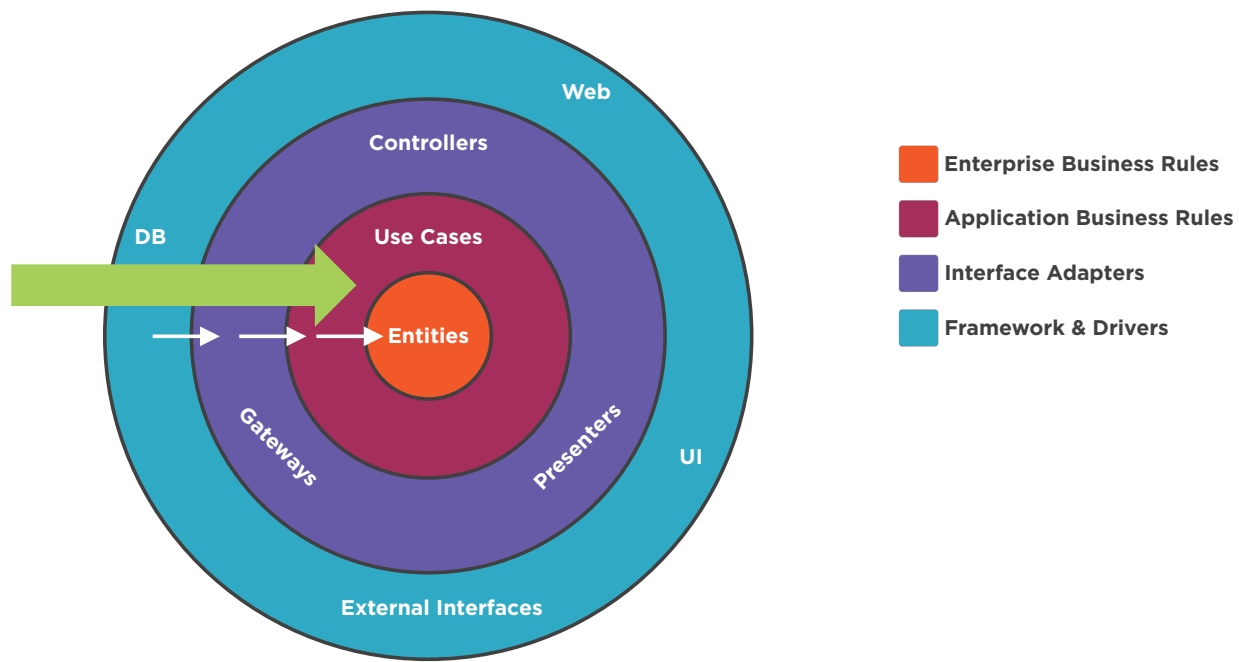 Web
Controllers
DB
Use Cases
Entities
Gateways
Presenters
UI
External Interfaces
Enterprise Business Rules
Application Business Rules
Interface Adapters
Framework & Drivers